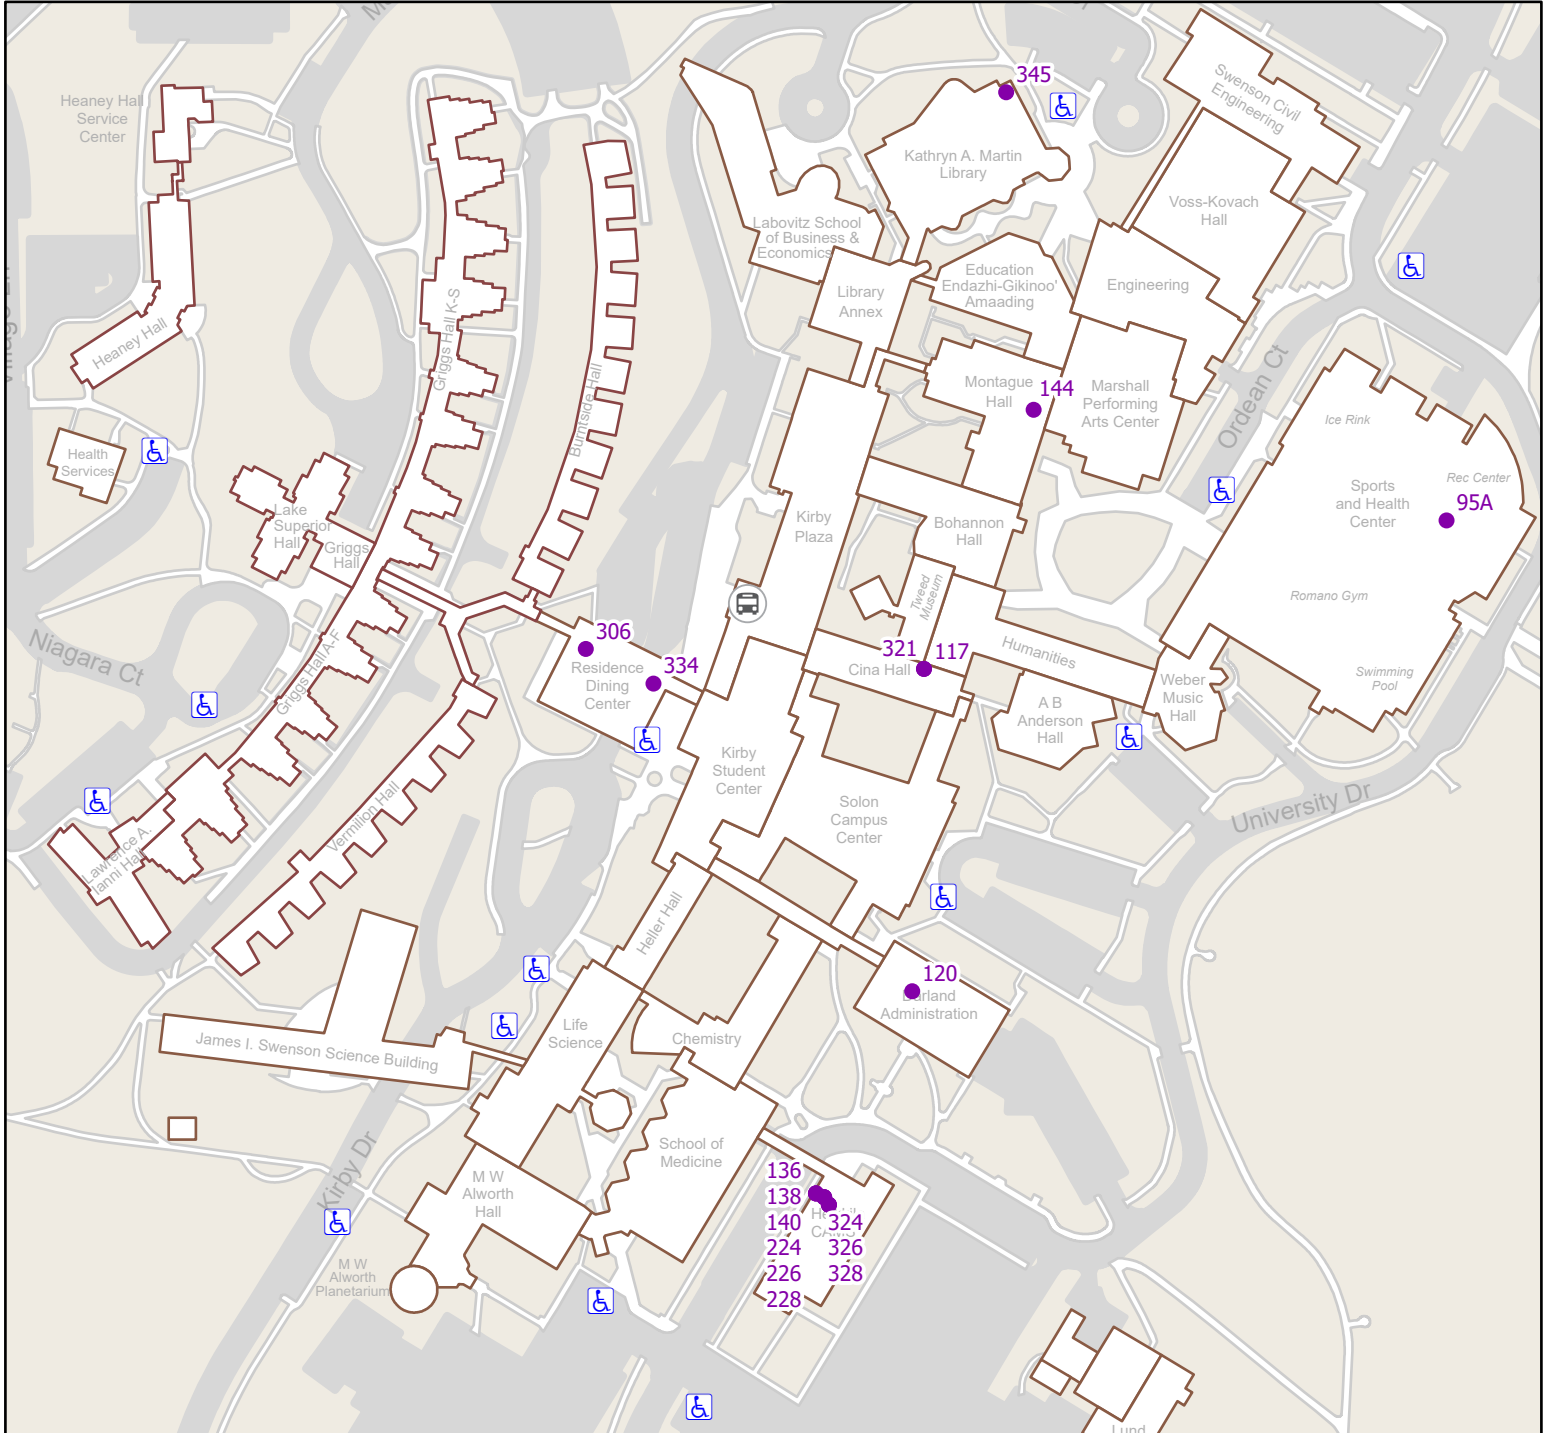 345
Heaney Hall
Service
Center
Swenson Civil
Engineering
Kathryn A. Martin
Library
Voss-Kovach
Hall
Labovitz School
of Business &
Economics
Education
Endazhi-Gikinoo'
Amaading
Engineering
Library
Annex
Heaney Hall
Griggs Hall K-S
Burntside Hall
Montague
Hall
144
Marshall
Performing
Arts Center
Ordean Ct
Ice Rink
Rec Center
Sports
and Health
Center
95A
Health
Services
Lake
Superior
Hall
Griggs
Hall
Kirby
Plaza
Bohannon
Hall
Tweed
Museum
Romano Gym
Niagara Ct
Griggs Hall A-F
306
334
Residence
Dining
Center
321
117
Cina Hall
Humanities
Swimming
Pool
Weber
Music
Hall
A B
Anderson
Hall
Kirby
Student
Center
Solon
Campus
Center
University Dr
Vermilion Hall
Lawrence A.
Ianni Hall
Heller Hall
120
Darland
Administration
Life
Science
Chemistry
James I. Swenson Science Building
School of
Medicine
Kirby Dr
M W
Alworth
Hall
136
138
140
324
224
326
226
328
228
M W
Alworth
Planetarium
Lund